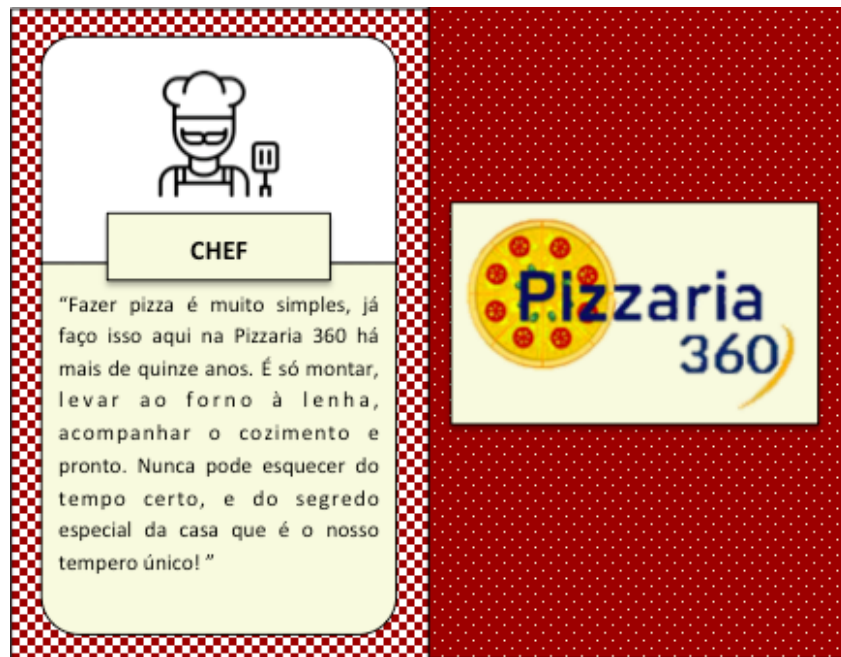 CHEF
“Fazer pizza é muito simples, já
faço isso aqui na Pizzaria 360 há
mais de quinze anos. É só montar,
levar ao forno à lenha,
acompanhar o cozimento e
pronto. Nunca pode esquecer do
tempo certo, e do segredo
especial da casa que é o nosso
tempero único! ”
Pizzaria
360